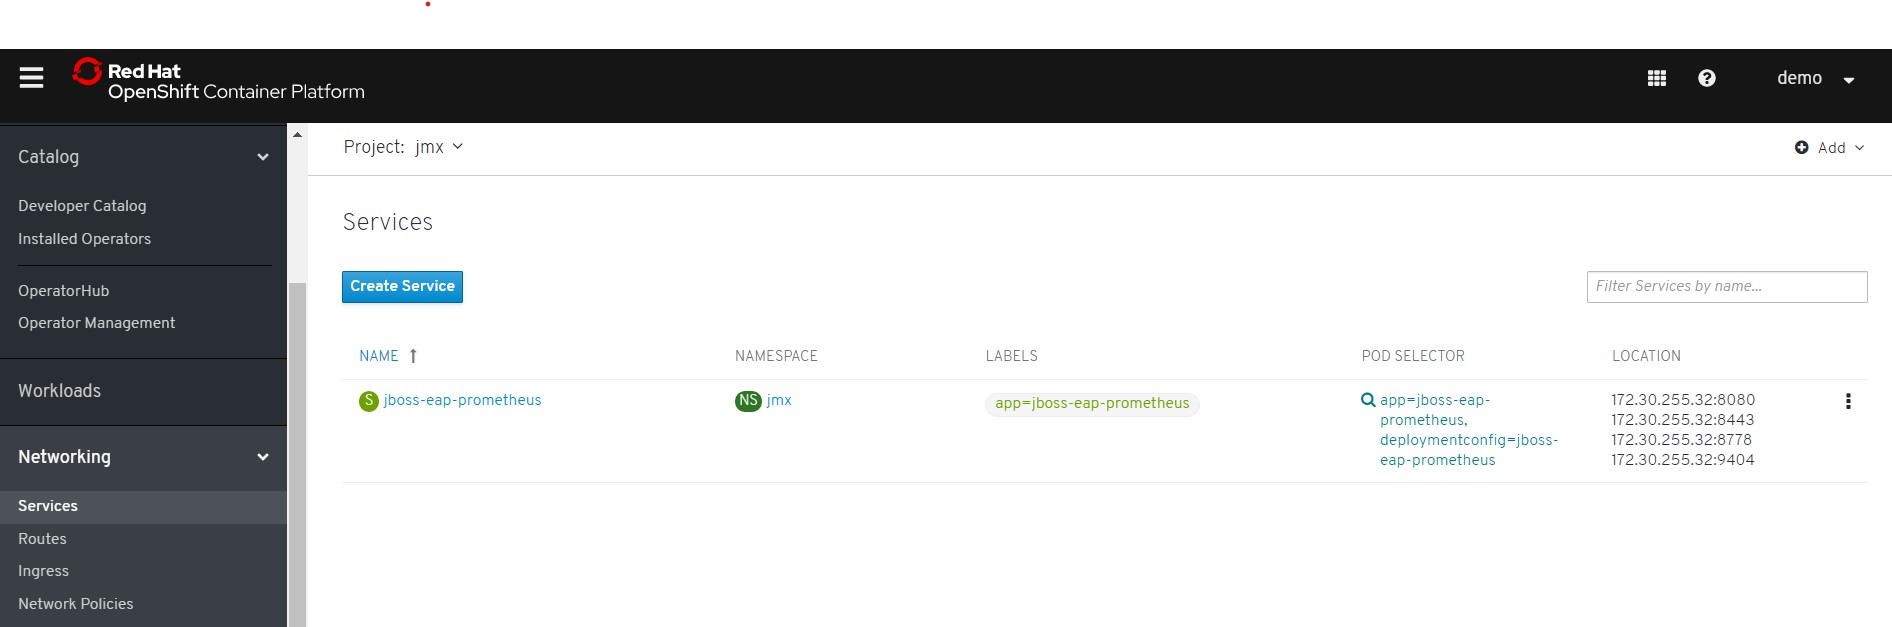 Red Hat
OpenShift Container Platform
demo
Catalog
Developer Catalog
Installed Operators
OperatorHub
Operator Management
Workloads
Networking
Services
Routes
Ingress
Network Policies
Project: jmx
Add
Services
Create Service
Filter Services by name...
NAME NAMESPACE LABELS POD SELECTOR LOCATION
S jboss-eap-prometheus
NS jmx
app=jboss-eap-prometheus
app=jboss-eap-
prometheus,
deploymentconfig=jboss-
eap-prometheus
172.30.255.32:8080
172.30.255.32:8443
172.30.255.32:8778
172.30.255.32:9404